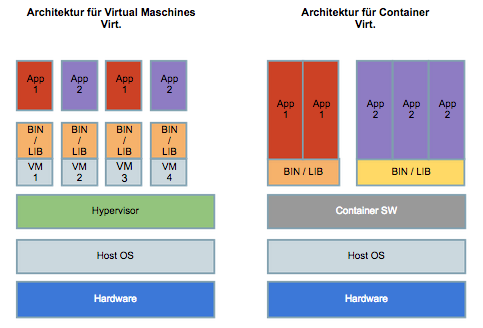 Architektur für Virtual Maschines
Virt.
App
1
App
2
App
1
App
2
BIN
/
LIB
BIN
/
LIB
BIN
/
LIB
BIN
/
LIB
VM
1
VM
2
VM
3
VM
4
Hypervisor
Host OS
Hardware
Architektur für Container
Virt.
App
1
App
1
App
2
App
2
App
2
BIN / LIB
BIN / LIB
Container SW
Host OS
Hardware